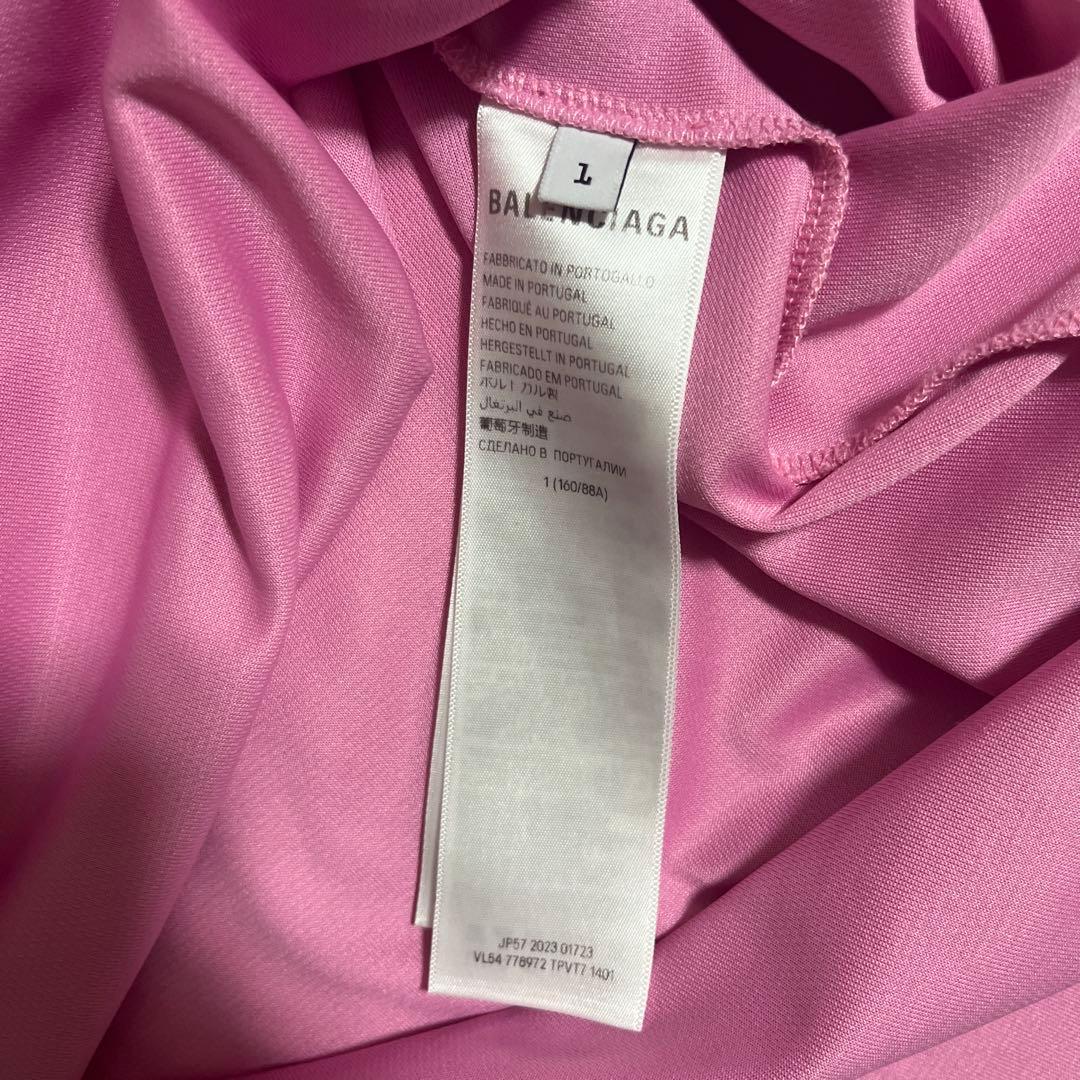 1
BALENCIAGA
FABBRICATO IN PORTOGALLO
MADE IN PORTUGAL
FABRIQUÉ AU PORTUGAL
HECHO EN PORTUGAL
HERGESTELLT IN PORTUGAL
FABRICADO EM PORTUGAL
ポルトガル製
صنع في البرتغال
葡萄牙制造
СДЕЛАНО В ПОРТУГАЛИИ
1 (160/88A)
JP57 2023 01723
VL54 778972 TPVT7 1401